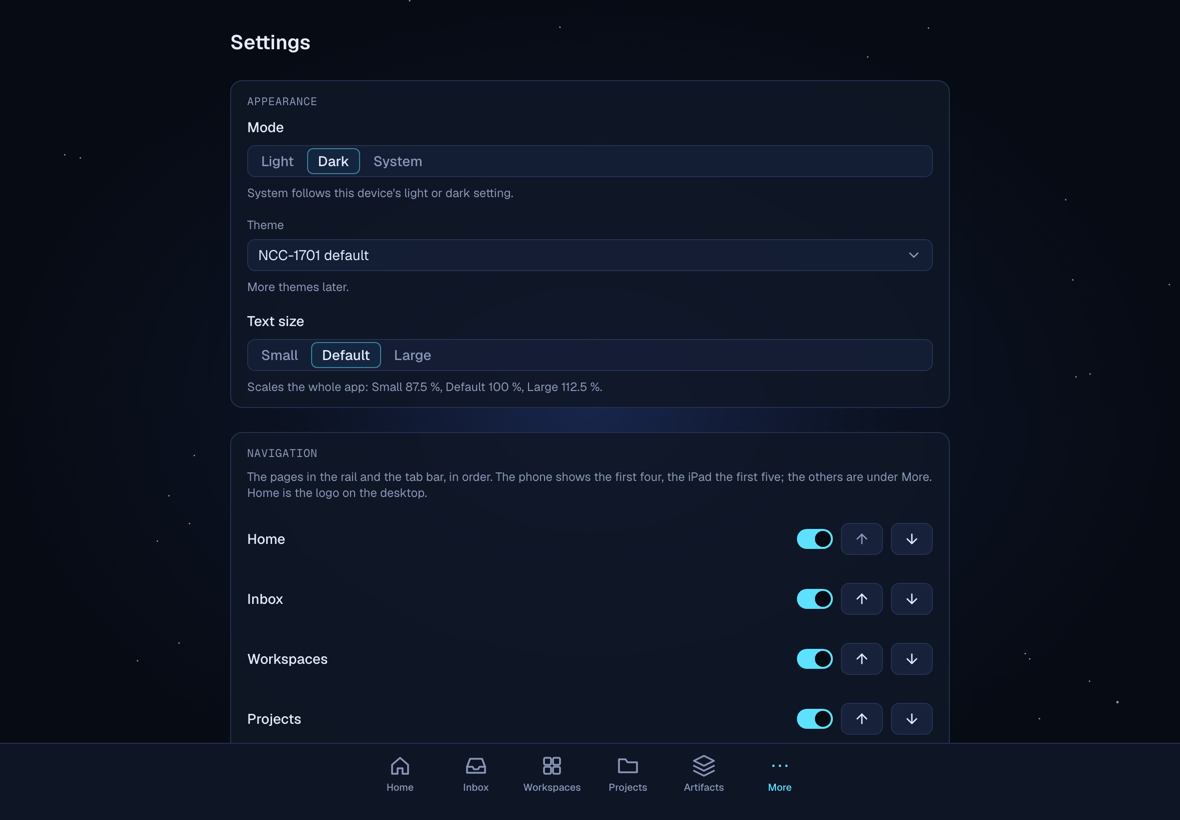 Settings
APPEARANCE
Mode
Light Dark System
System follows this device's light or dark setting.
Theme
NCC-1701 default
More themes later.
Text size
Small Default Large
Scales the whole app: Small 87.5 %, Default 100 %, Large 112.5 %.
NAVIGATION
The pages in the rail and the tab bar, in order. The phone shows the first four, the iPad the first five; the others are under More.
Home is the logo on the desktop.
Home
Inbox
Workspaces
Projects
Home Inbox Workspaces Projects Artifacts More